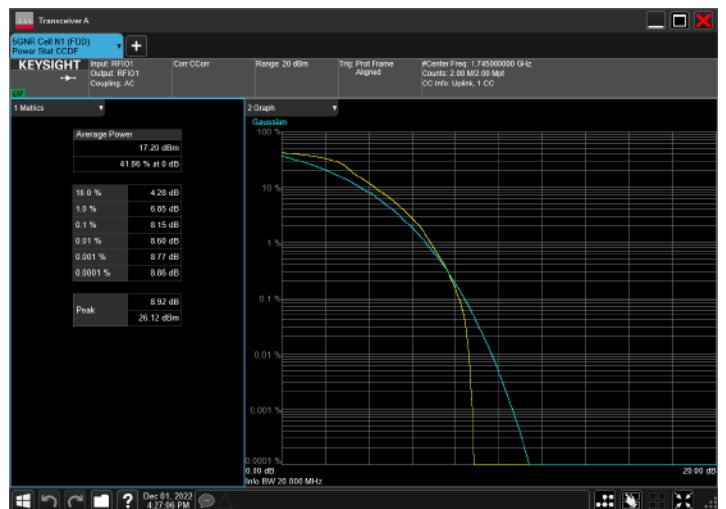 Transceiver A
5GNR Cell N1 (FDD)
Power Stat CCDF
KEYSIGHT
Input: RFIO1
Output: RFIO1
Coupling: AC
Corr CCorr
Range: 20 dBm
Trig: Prot Frame
Aligned
#Center Freq: 1.745000000 GHz
Counts: 2.00 M/2.00 Mpt
CC Info: Uplink, 1 CC
1 Metrics
Average Power
17.20 dBm
41.86 % at 0 dB
10.0 % 4.28 dB
1.0 % 6.65 dB
0.1 % 8.15 dB
0.01 % 8.60 dB
0.001 % 8.77 dB
0.0001 % 8.86 dB
Peak
8.92 dB
26.12 dBm
2 Graph
Gaussian
100 %
10 %
1 %
0.1 %
0.01 %
0.001 %
0.0001 %
0.00 dB
20.00 dB
Info BW 20.000 MHz
?
Dec 01, 2022
4:27:06 PM